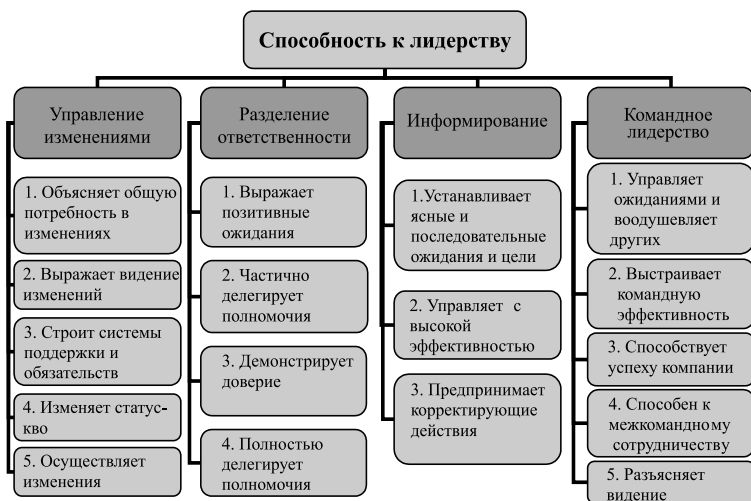 Способность к лидерству
Управление
изменениями
1. Объясняет общую
потребность в
изменениях
2. Выражает видение
изменений
3. Строит системы
поддержки и
обязательств
4. Изменяет статус-
кво
5. Осуществляет
изменения
Разделение
ответственности
1. Выражает
позитивные
ожидания
2. Частично
делегирует
полномочия
3. Демонстрирует
доверие
4. Полностью
делегирует
полномочия
Информирование
1.Устанавливает
ясные и
последовательные
ожидания и цели
2. Управляет с
высокой
эффективностью
3. Предпринимает
корректирующие
действия
Командное
лидерство
1. Управляет
ожиданиями и
воодушевляет
других
2. Выстраивает
командную
эффективность
3. Способствует
успеху компании
4. Способен к
межкомандному
сотрудничеству
5. Разъясняет
видение